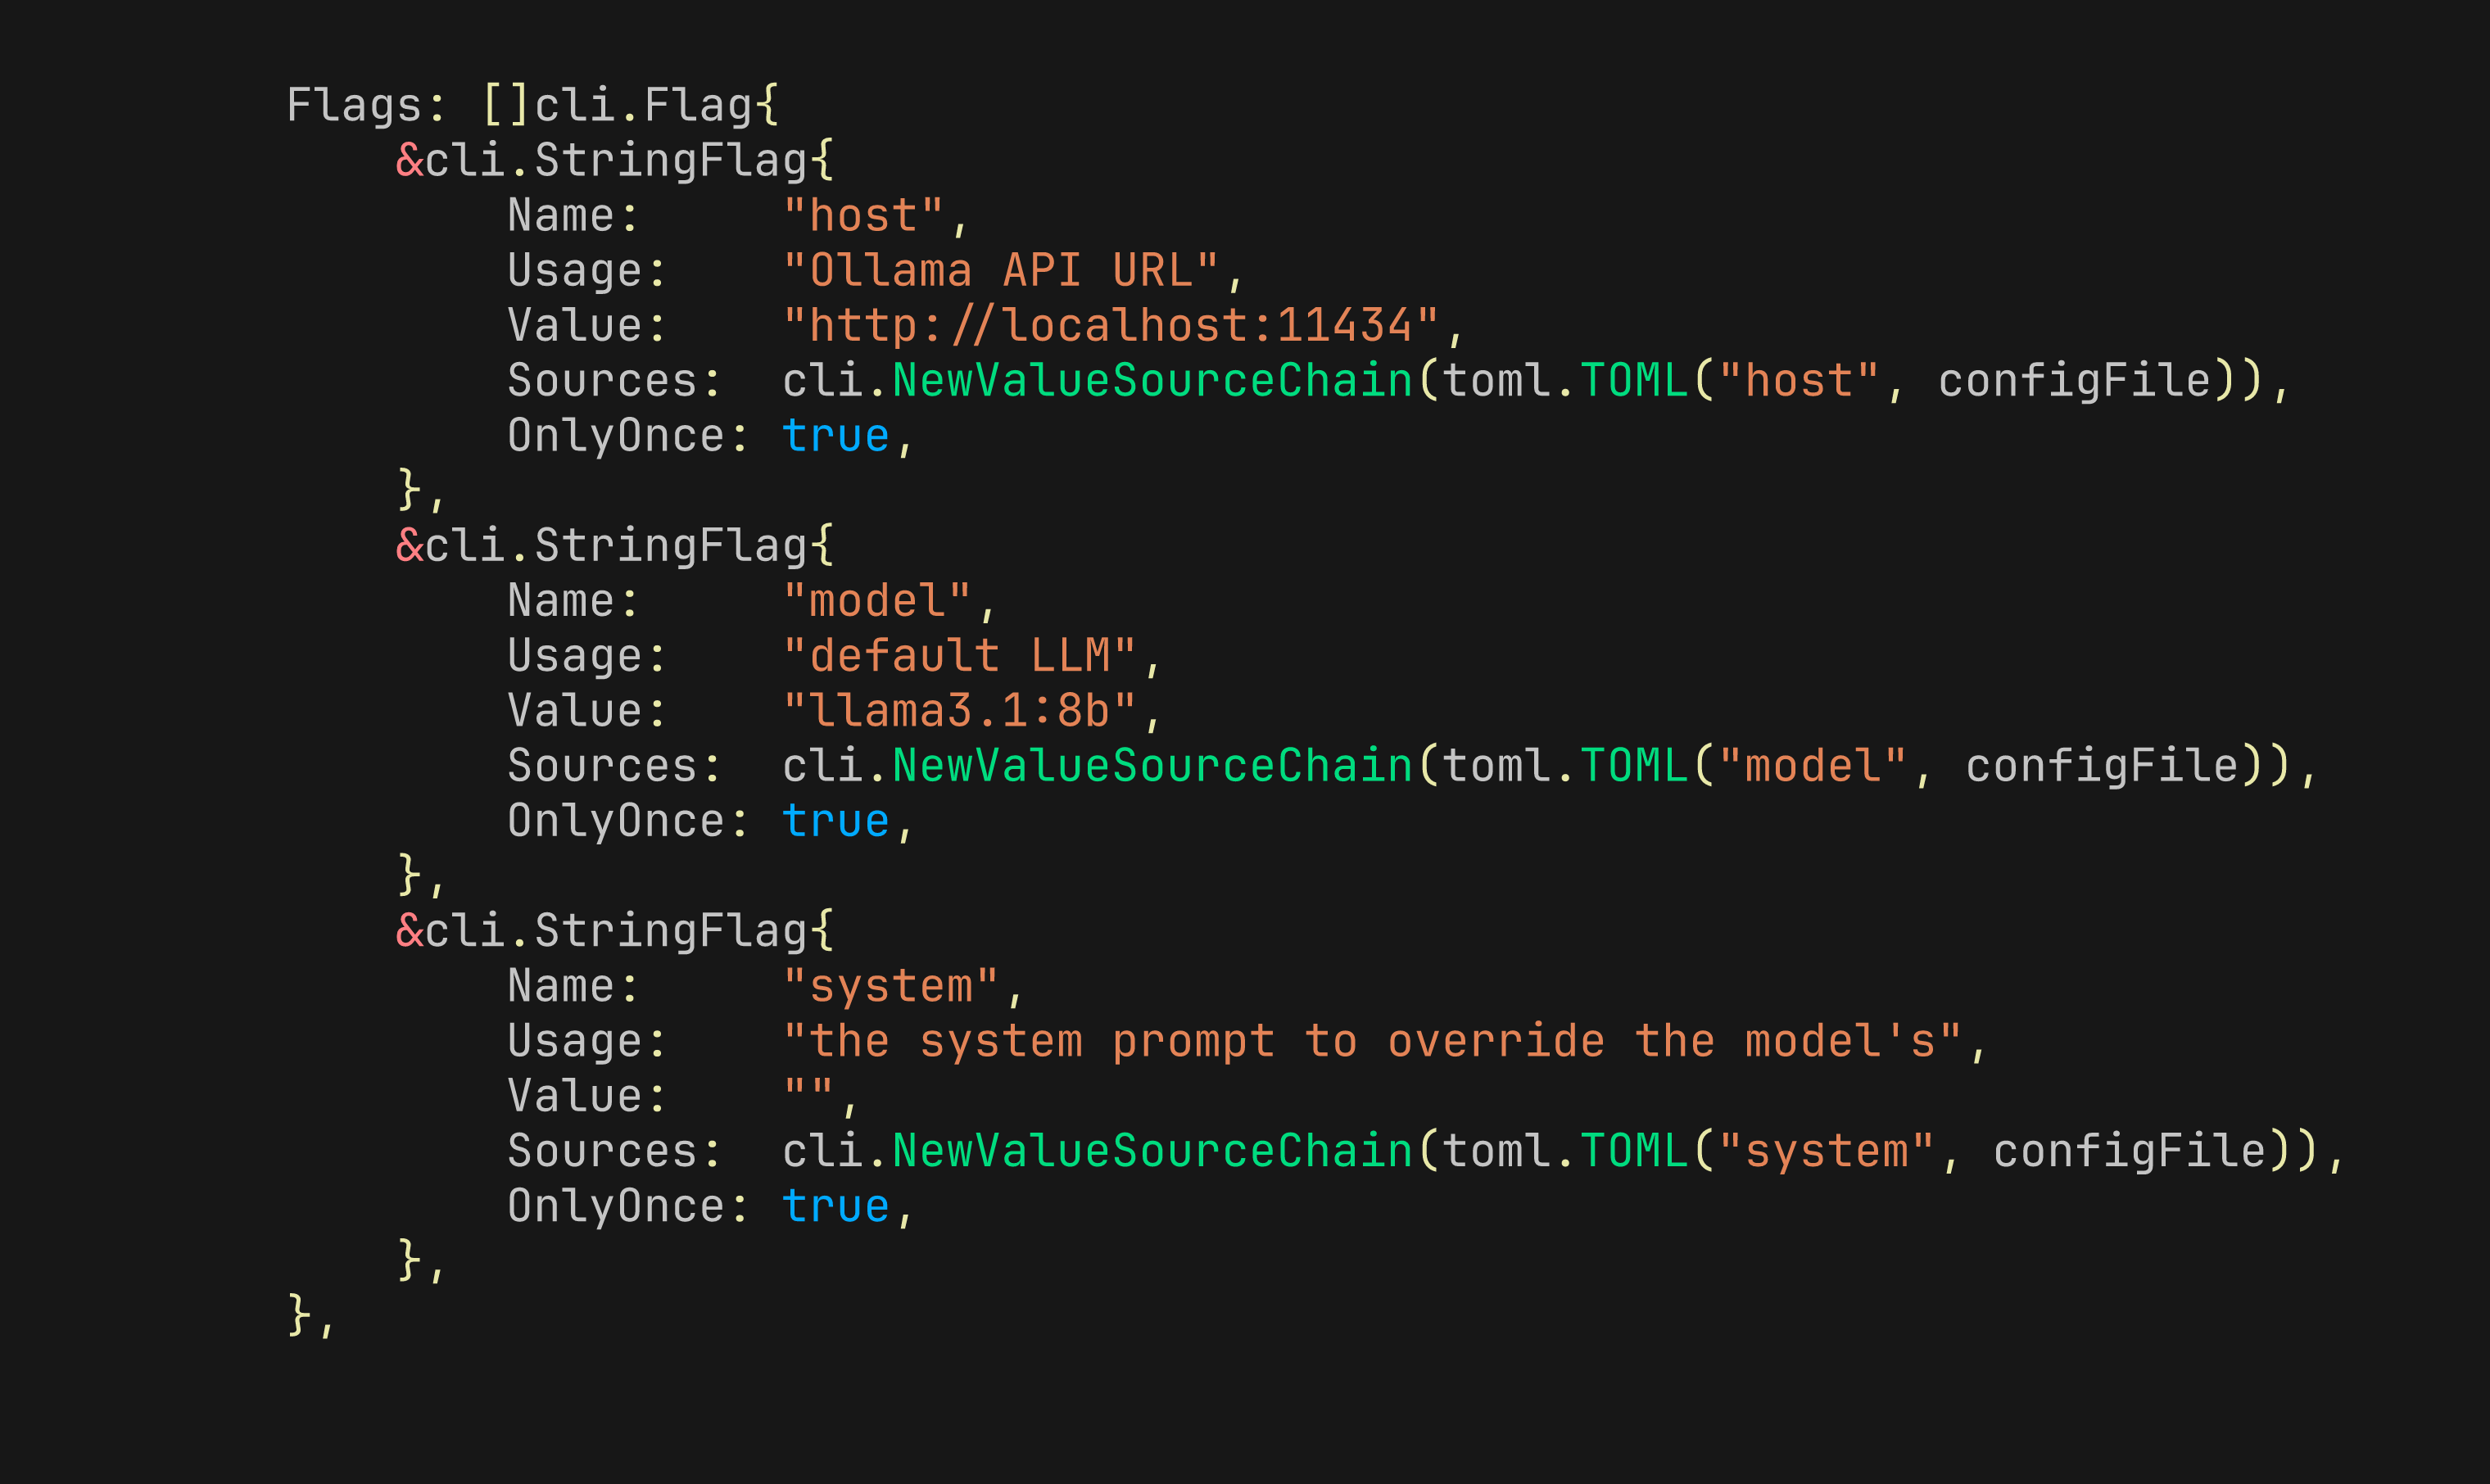 Flags: []cli.Flag{
    &cli.StringFlag{
        Name:     "host",
        Usage:    "Ollama API URL",
        Value:    "http://localhost:11434",
        Sources:  cli.NewValueSourceChain(toml.TOML("host", configFile)),
        OnlyOnce: true,
    },
    &cli.StringFlag{
        Name:     "model",
        Usage:    "default LLM",
        Value:    "llama3.1:8b",
        Sources:  cli.NewValueSourceChain(toml.TOML("model", configFile)),
        OnlyOnce: true,
    },
    &cli.StringFlag{
        Name:     "system",
        Usage:    "the system prompt to override the model's",
        Value:    "",
        Sources:  cli.NewValueSourceChain(toml.TOML("system", configFile)),
        OnlyOnce: true,
    },
},